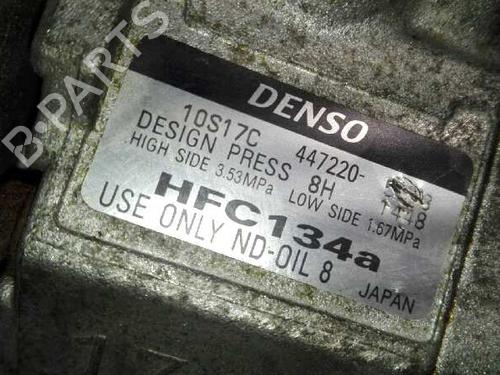 DENSO
10S17C 447220-
DESIGN PRESS 8H 1418
HIGH SIDE 3.53MPa LOW SIDE 1.67MPa
HFC134a
USE ONLY ND-OIL 8
JAPAN
B-PARTS